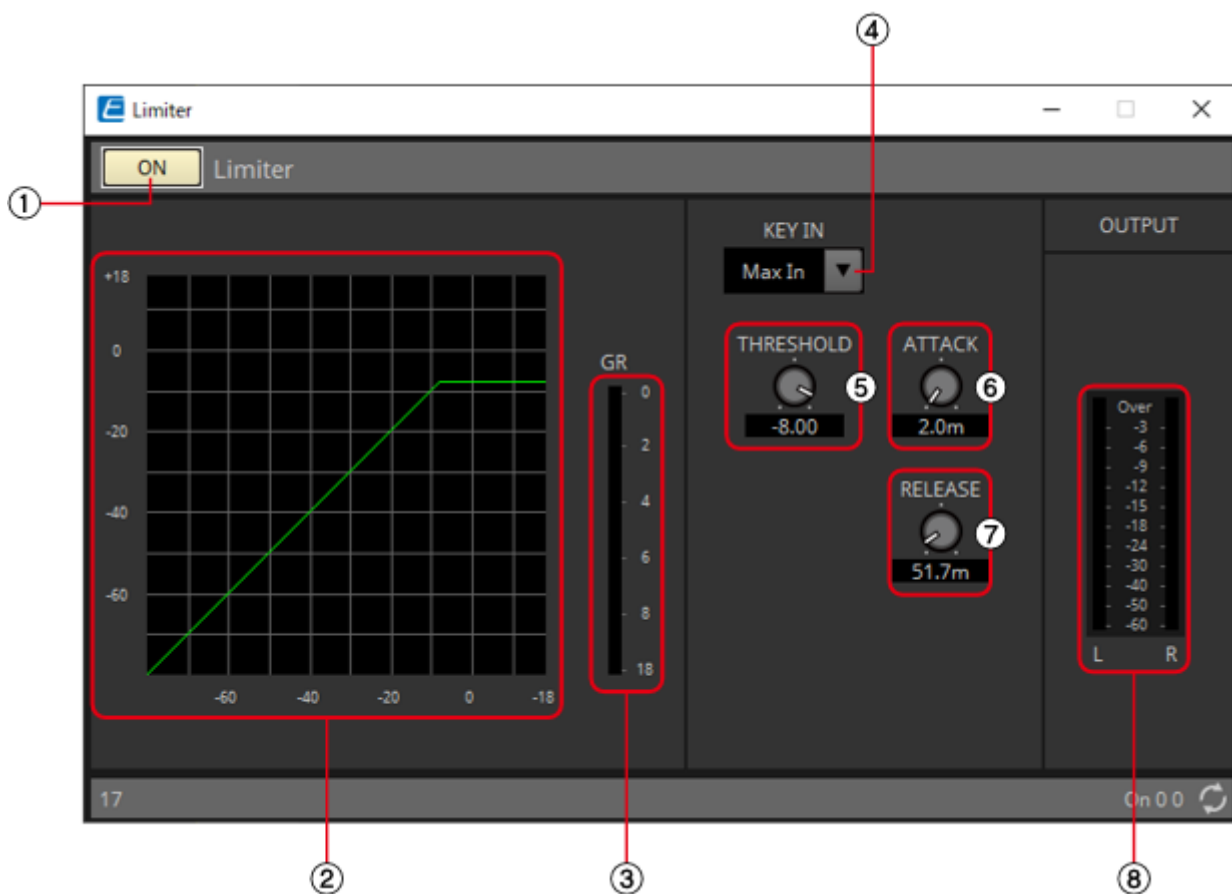 ④
Limiter
ON Limiter
①
KEY IN
Max In
OUTPUT
+18
0
-20
-40
-60
-60 -40 -20 0 -18
GR
0
2
4
6
8
18
THRESHOLD
⑤
-8.00
ATTACK
⑥
2.0m
RELEASE
⑦
51.7m
Over
-3
-6
-9
-12
-15
-18
-24
-30
-40
-50
-60
L R
17 On 0 0
② ③ ⑧